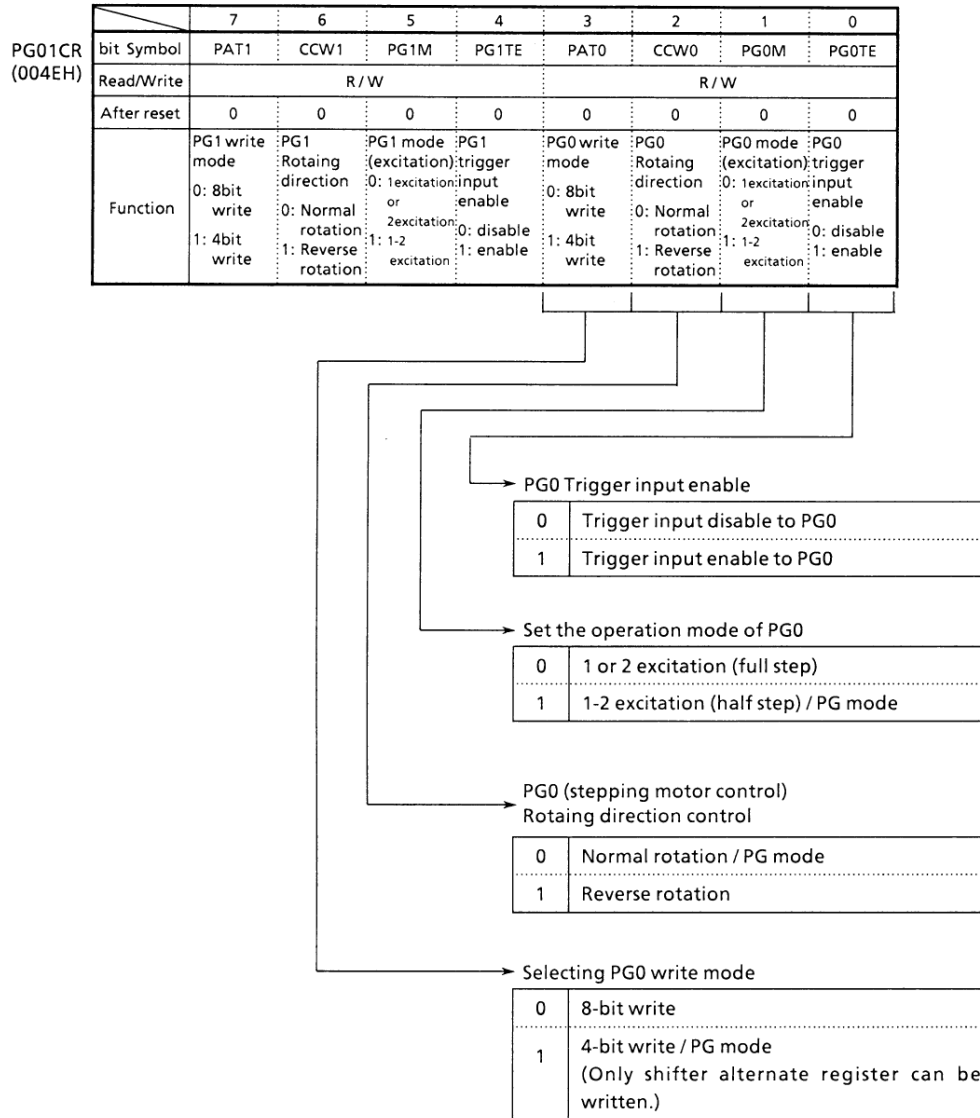 7 6 5 4 3 2 1 0
PG01CR
(004EH)
bit Symbol PAT1 CCW1 PG1M PG1TE PAT0 CCW0 PG0M PG0TE
Read/Write R/W R/W
After reset 0 0 0 0 0 0 0 0
Function
PG1 write
mode
0: 8bit
write
1: 4bit
write
PG1
Rotaing
direction
0: Normal
rotation
1: Reverse
rotation
PG1 mode
(excitation)
0: 1excitation
or
2excitation
1: 1-2
excitation
PG1
trigger
input
enable
0: disable
1: enable
PG0 write
mode
0: 8bit
write
1: 4bit
write
PG0
Rotaing
direction
0: Normal
rotation
1: Reverse
rotation
PG0 mode
(excitation)
0: 1excitation
or
2excitation
1: 1-2
excitation
PG0
trigger
input
enable
0: disable
1: enable
PG0 Trigger input enable
0 Trigger input disable to PG0
1 Trigger input enable to PG0
Set the operation mode of PG0
0 1 or 2 excitation (full step)
1 1-2 excitation (half step) / PG mode
PG0 (stepping motor control)
Rotaing direction control
0 Normal rotation / PG mode
1 Reverse rotation
Selecting PG0 write mode
0 8-bit write
1 4-bit write / PG mode
(Only shifter alternate register can be
written.)